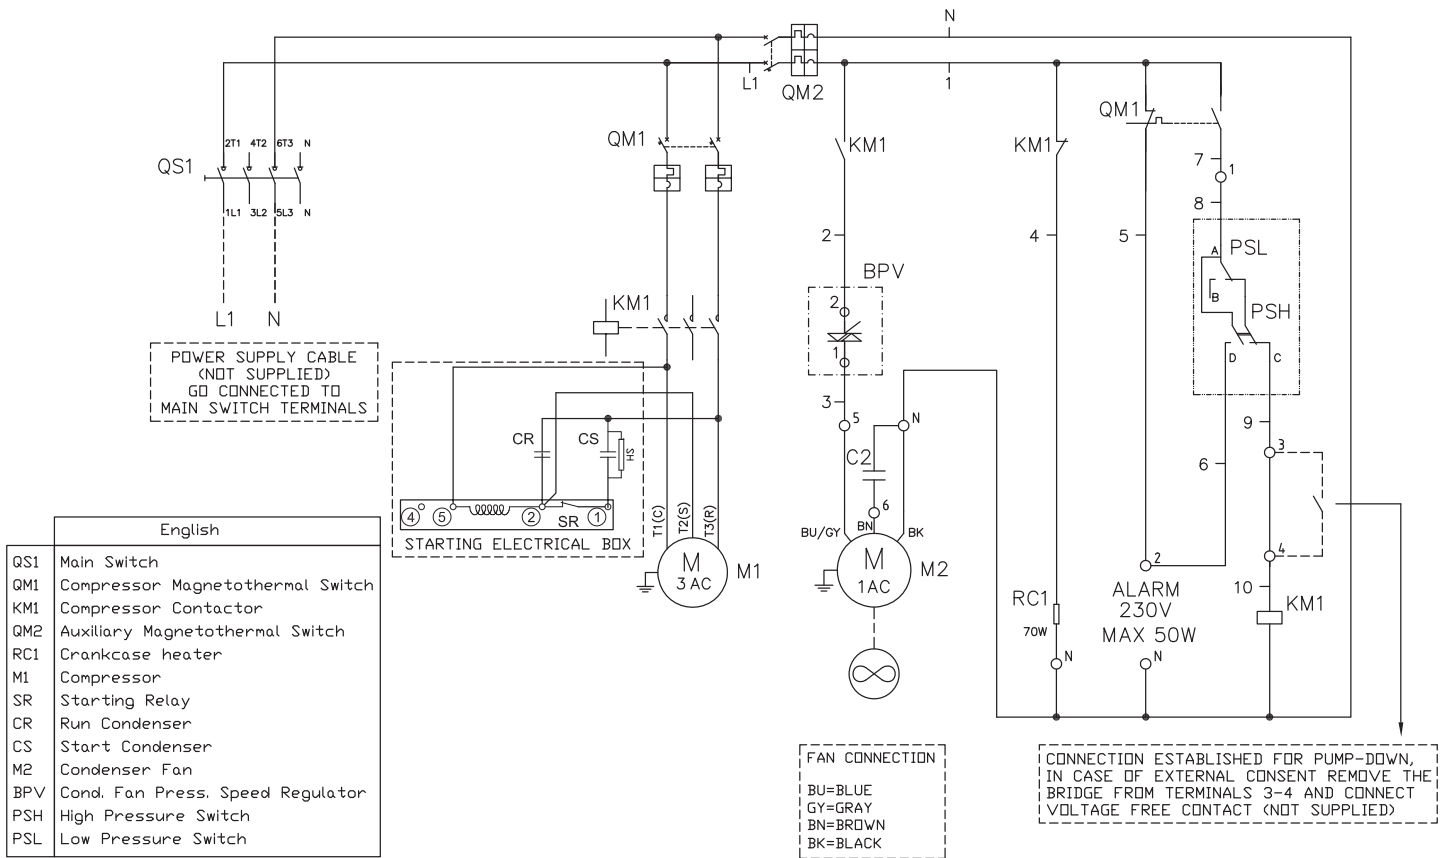 N
L1
QM2
1
QM1
KM1
KM1
QM1
2T1 4T2 6T3 N
QS1
1L1 3L2 5L3 N
7
1
8
2
4
5
A
PSL
B
PSH
D
C
BPV
2
1
L1 N
KM1
POWER SUPPLY CABLE
(NOT SUPPLIED)
GO CONNECTED TO
MAIN SWITCH TERMINALS
3
5
N
9
3
6
CR
CS
HS
C2
6
4
5
2
SR
1
STARTING ELECTRICAL BOX
T1(C)
T2(S)
T3(R)
BU/GY
BN
BK
M
3 AC
M1
M
1AC
M2
4
2
10
KM1
ALARM
230V
MAX 50W
N
RC1
70W
N
English
QS1 Main Switch
QM1 Compressor Magnetothermal Switch
KM1 Compressor Contactor
QM2 Auxiliary Magnetothermal Switch
RC1 Crankcase heater
M1 Compressor
SR Starting Relay
CR Run Condenser
CS Start Condenser
M2 Condenser Fan
BPV Cond. Fan Press. Speed Regulator
PSH High Pressure Switch
PSL Low Pressure Switch
FAN CONNECTION
BU=BLUE
GY=GRAY
BN=BROWN
BK=BLACK
CONNECTION ESTABLISHED FOR PUMP-DOWN,
IN CASE OF EXTERNAL CONSENT REMOVE THE
BRIDGE FROM TERMINALS 3-4 AND CONNECT
VOLTAGE FREE CONTACT (NOT SUPPLIED)